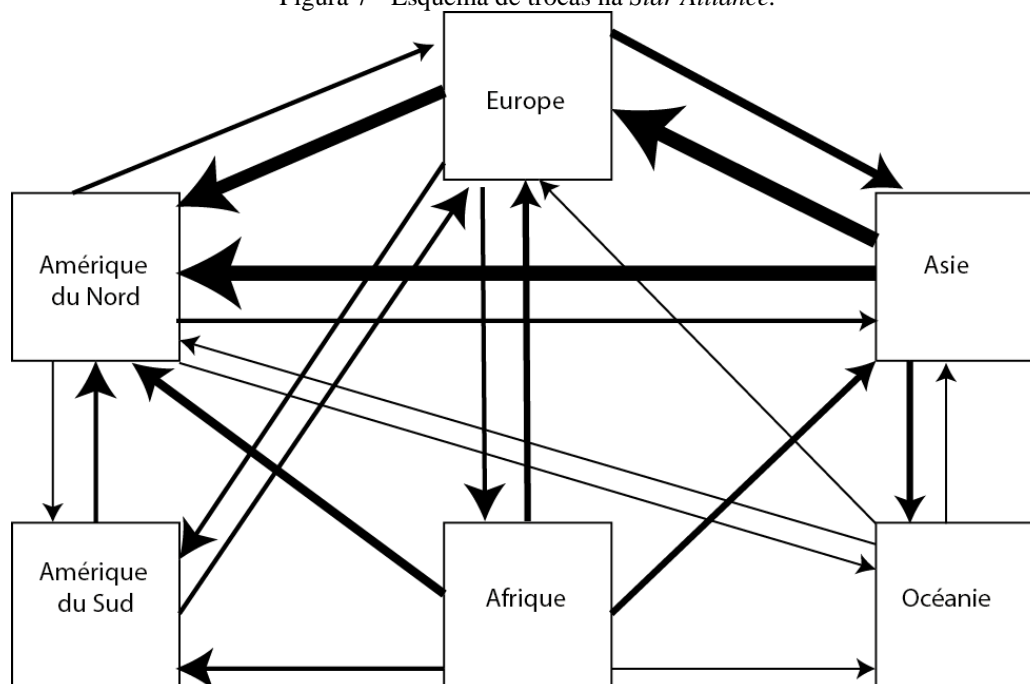 Figura 7 - Esquema de trocas na Star Alliance.
Europe
Amérique
du Nord
Asie
Amérique
du Sud
Afrique
Océanie